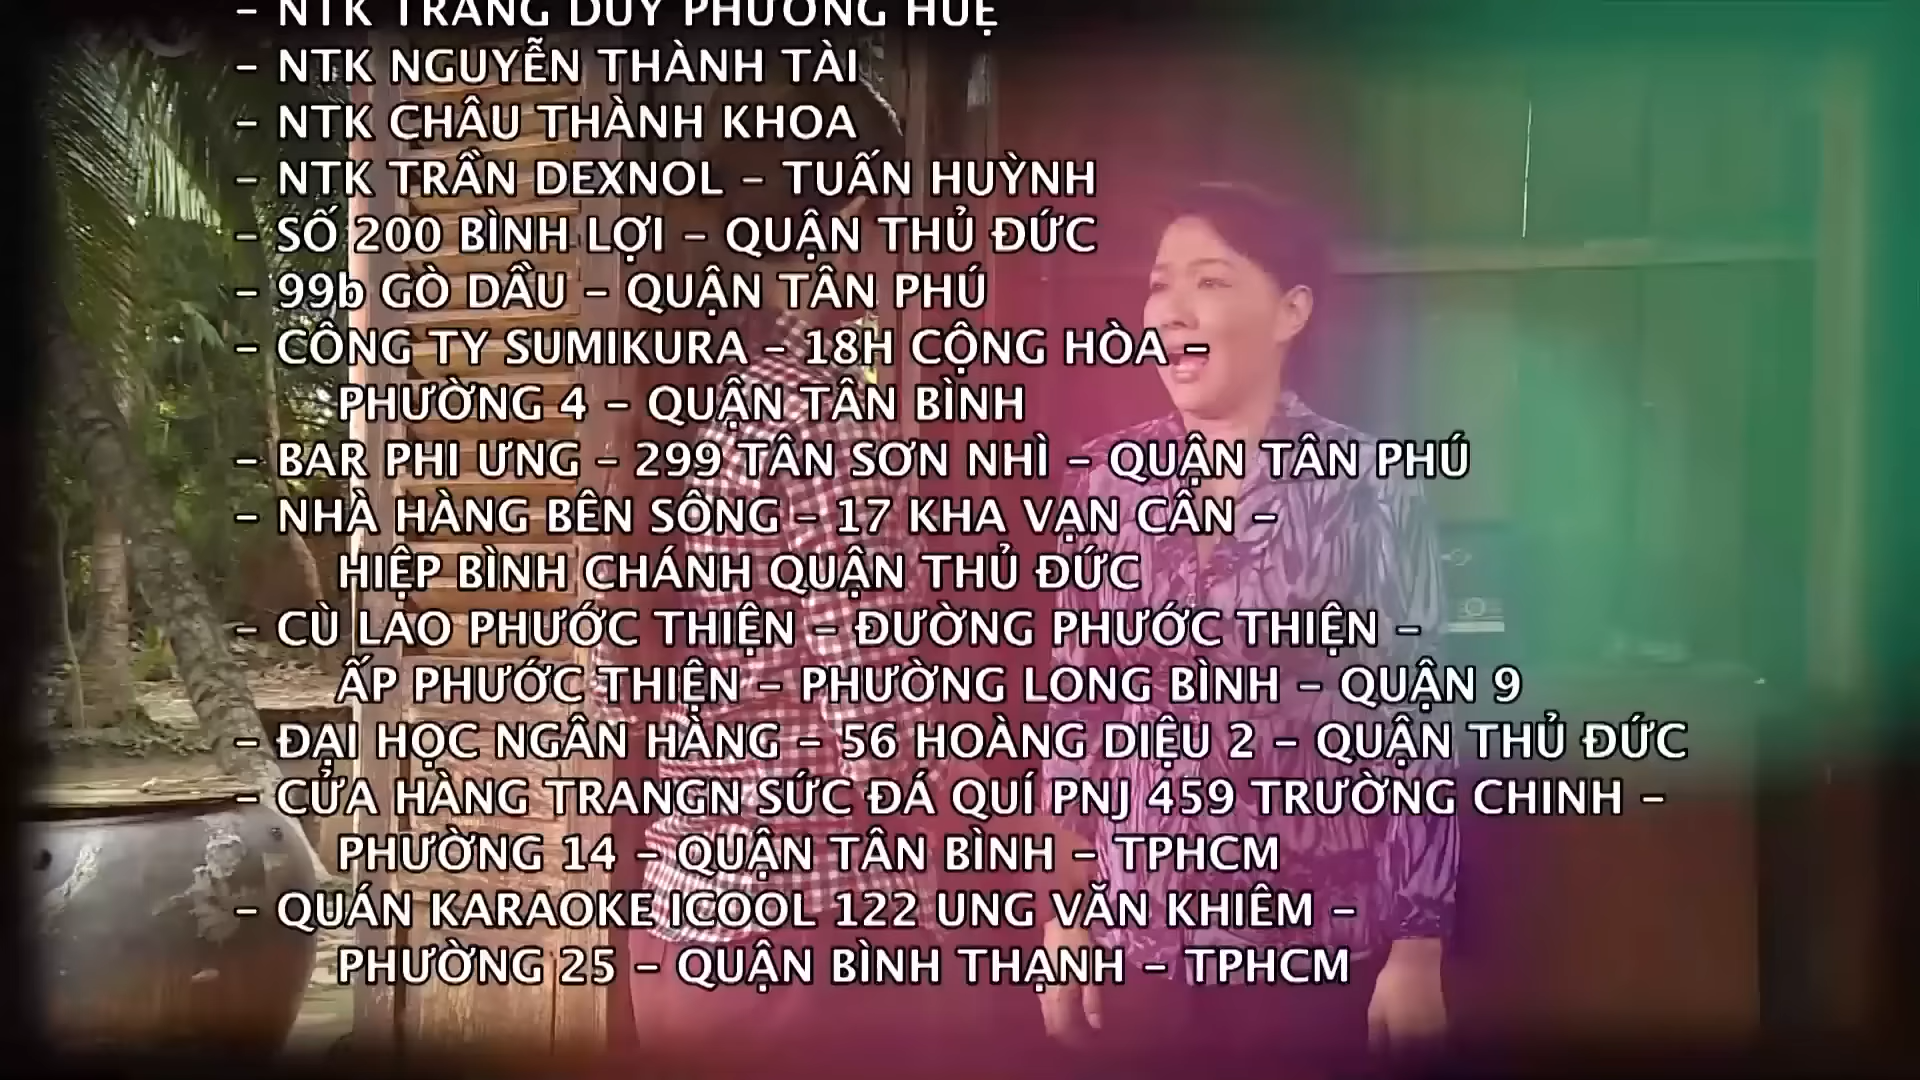 - NTK TRANG DUY PHƯƠNG HUỆ
- NTK NGUYỄN THÀNH TÀI
- NTK CHÂU THÀNH KHOA
- NTK TRẦN DEXNOL - TUẤN HUỲNH
- SỐ 200 BÌNH LỢI - QUẬN THỦ ĐỨC
- 99b GÒ DẦU - QUẬN TÂN PHÚ
- CÔNG TY SUMIKURA - 18H CỘNG HÒA -
PHƯỜNG 4 - QUẬN TÂN BÌNH
- BAR PHI ƯNG - 299 TÂN SƠN NHÌ - QUẬN TÂN PHÚ
- NHÀ HÀNG BÊN SÔNG - 17 KHA VẠN CÂN -
HIỆP BÌNH CHÁNH QUẬN THỦ ĐỨC
- CÙ LAO PHƯỚC THIỆN - ĐƯỜNG PHƯỚC THIỆN -
ẤP PHƯỚC THIỆN - PHƯỜNG LONG BÌNH - QUẬN 9
- ĐẠI HỌC NGÂN HÀNG - 56 HOÀNG DIỆU 2 - QUẬN THỦ ĐỨC
- CỬA HÀNG TRANGN SỨC ĐÁ QUÍ PNJ 459 TRƯỜNG CHINH -
PHƯỜNG 14 - QUẬN TÂN BÌNH - TPHCM
- QUÁN KARAOKE ICOOL 122 UNG VĂN KHIÊM -
PHƯỜNG 25 - QUẬN BÌNH THẠNH - TPHCM